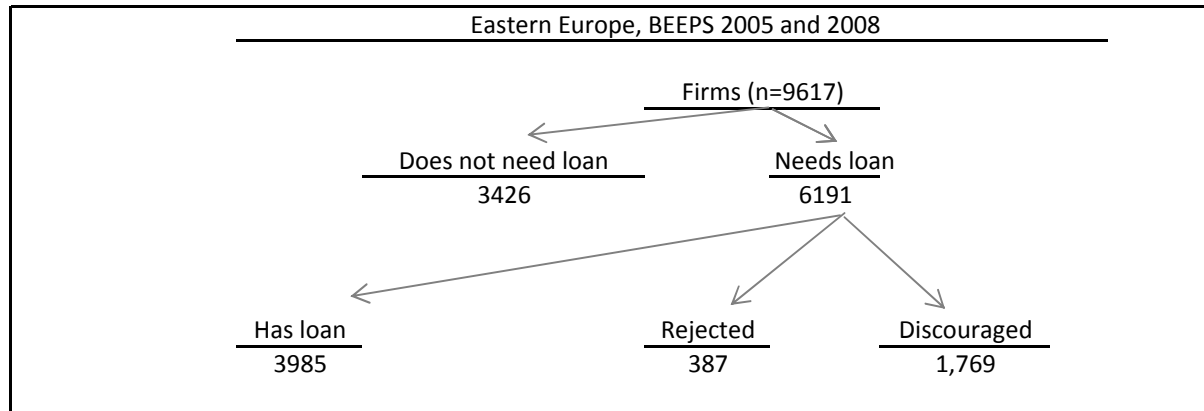 Eastern Europe, BEEPS 2005 and 2008
Firms (n=9617)
Does not need loan
Needs loan
3426
6191
Has loan
Rejected
Discouraged
3985
387
1,769